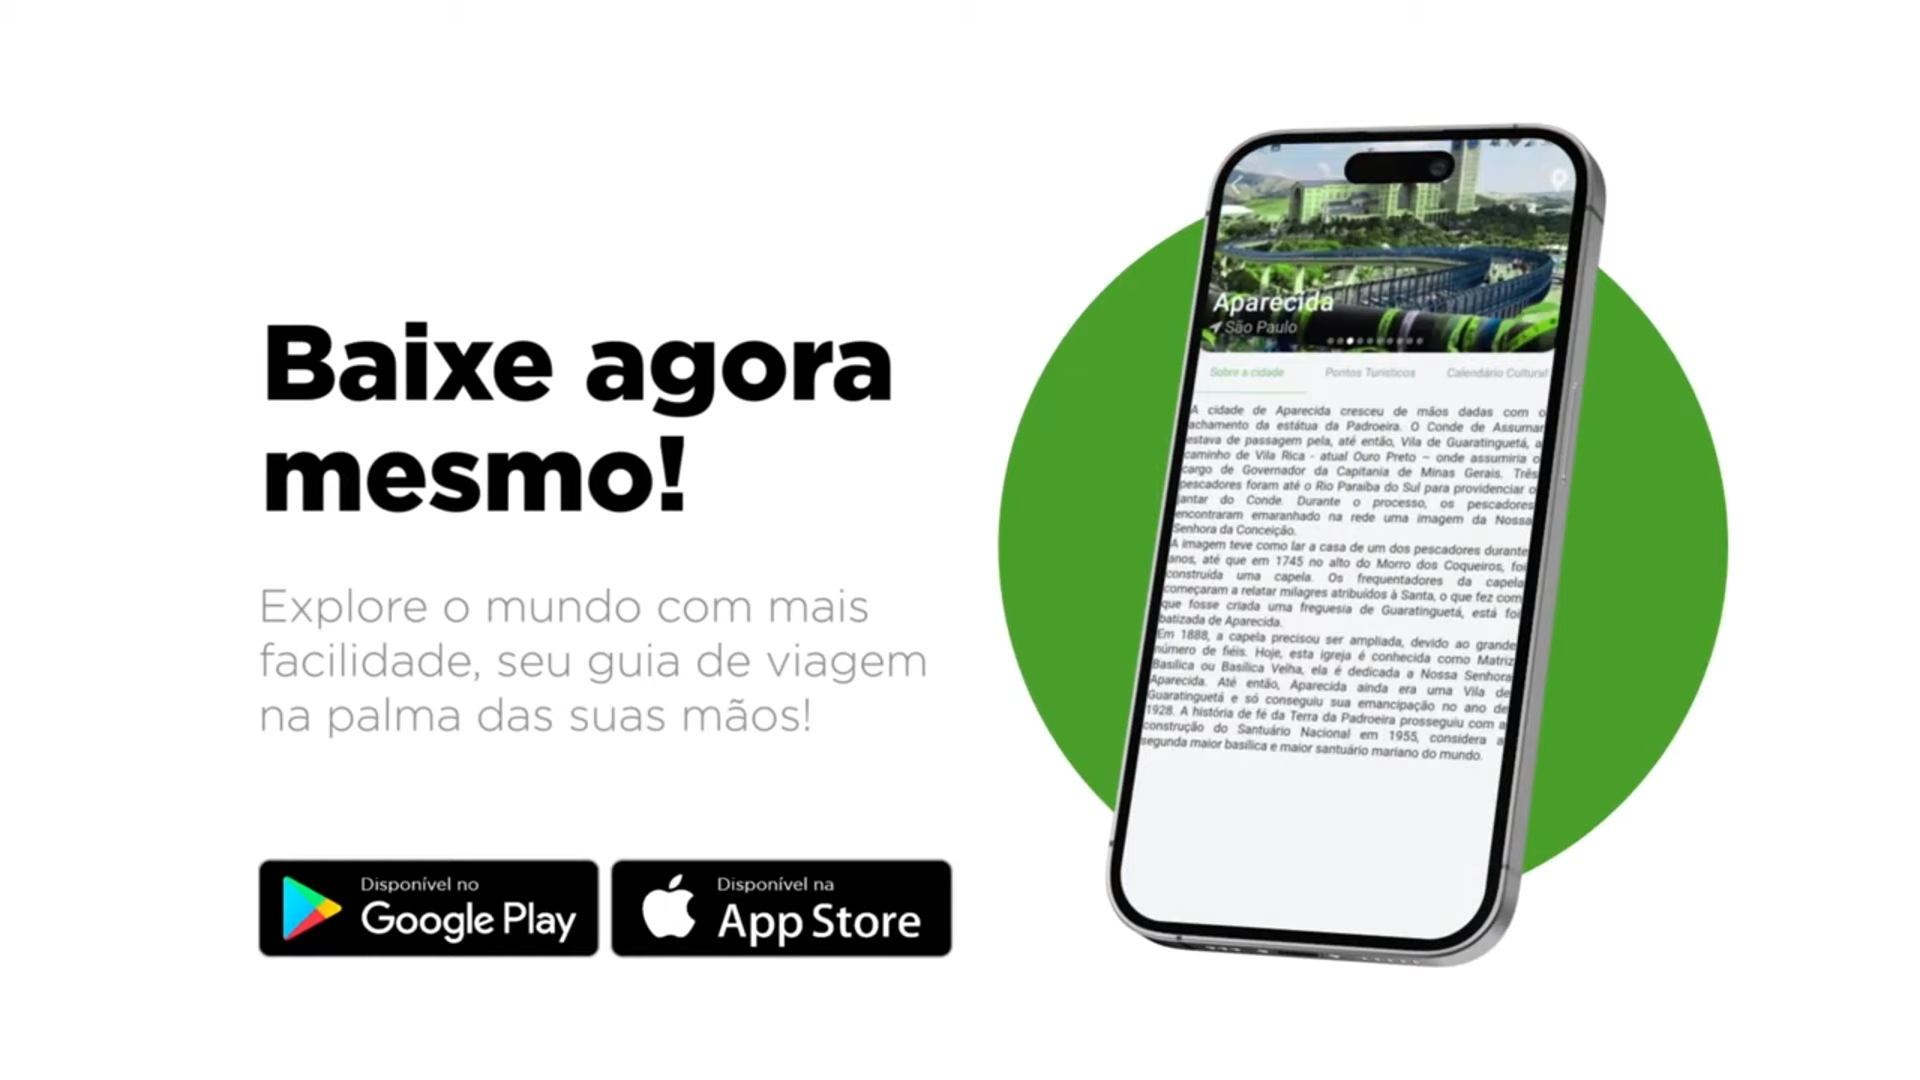 Baixe agora
mesmo!
Explore o mundo com mais
facilidade, seu guia de viagem
na palma das suas mãos!
Disponível no
Google Play
Disponível na
App Store
Aparecida
São Paulo
Sobre a cidade
Pontos Turisticos
Calendário Cultural
A cidade de Aparecida cresceu de mãos dadas com o
achamento da estátua da Padroeira. O Conde de Assumar
estava de passagem pela, até então, Vila de Guaratinguetá, a
caminho de Vila Rica - atual Ouro Preto – onde assumiria o
cargo de Governador da Capitania de Minas Gerais. Três
pescadores foram até o Rio Paraíba do Sul para providenciar o
jantar do Conde. Durante o processo, os pescadores
encontraram emaranhado na rede uma imagem da Nossa
Senhora da Conceição.
A imagem teve como lar a casa de um dos pescadores durante
anos, até que em 1745 no alto do Morro dos Coqueiros, foi
construída uma capela. Os frequentadores da capela
começaram a relatar milagres atribuídos à Santa, o que fez com
que fosse criada uma freguesia de Guaratinguetá, está foi
batizada de Aparecida.
Em 1888, a capela precisou ser ampliada, devido ao grande
número de fiéis. Hoje, esta igreja é conhecida como Matriz
Basílica ou Basílica Velha, ela é dedicada a Nossa Senhora
Aparecida. Até então, Aparecida ainda era uma Vila de
Guaratinguetá e só conseguiu sua emancipação no ano de
1928. A história de fé da Terra da Padroeira prosseguiu com a
construção do Santuário Nacional em 1955, considera a
segunda maior basílica e maior santuário mariano do mundo.